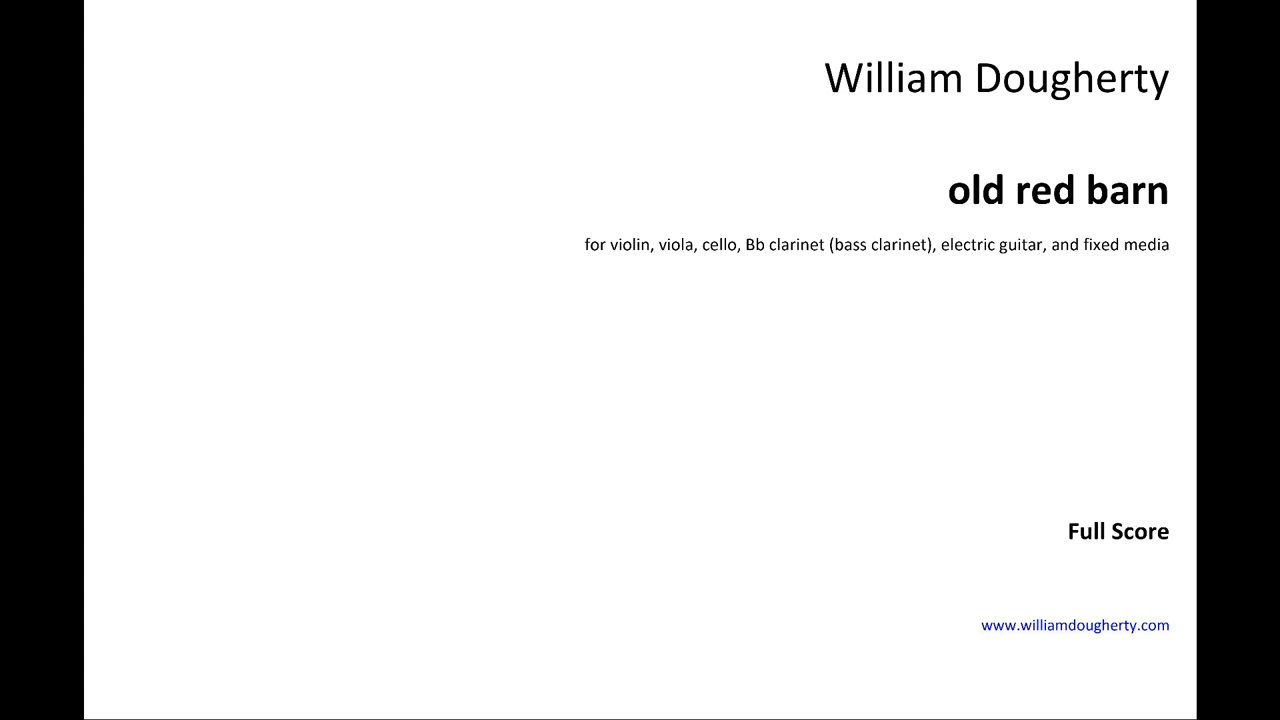 William Dougherty
old red barn
for violin, viola, cello, Bb clarinet (bass clarinet), electric guitar, and fixed media
Full Score
www.williamdougherty.com